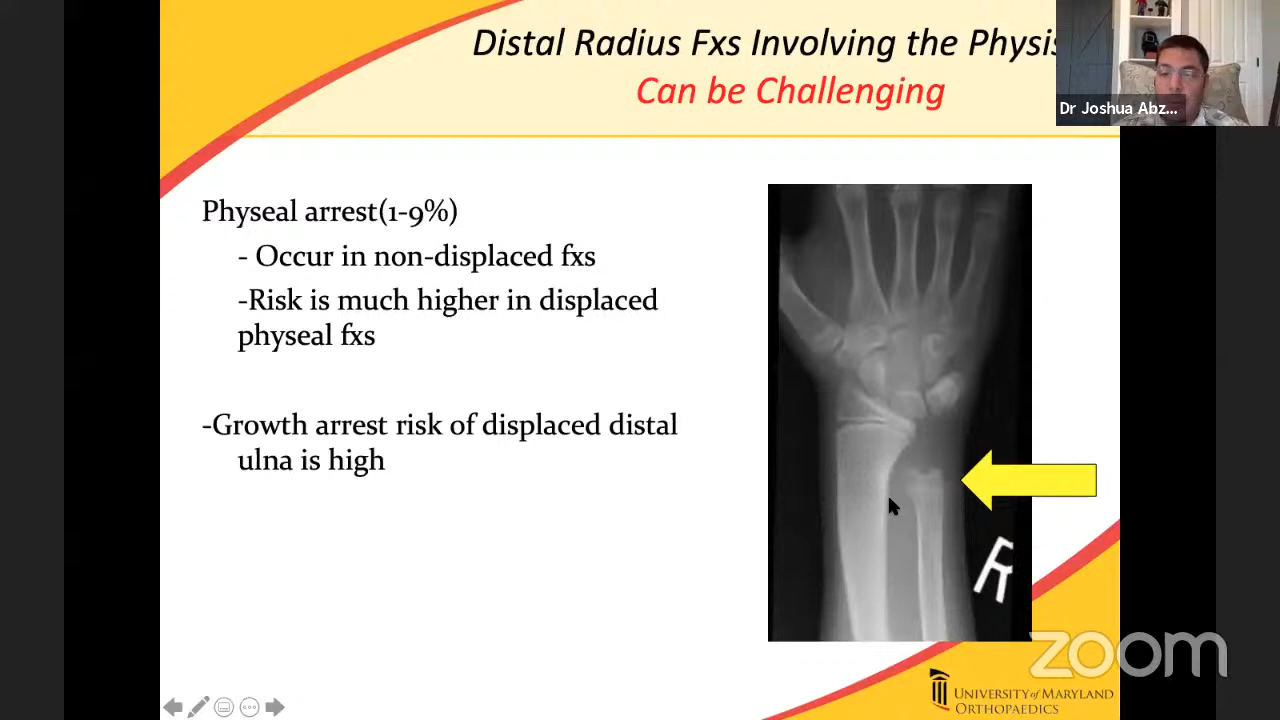 Distal Radius Fxs Involving the Physis
Can be Challenging
Dr Joshua Abz...
Physeal arrest(1-9%)
- Occur in non-displaced fxs
-Risk is much higher in displaced
physeal fxs
-Growth arrest risk of displaced distal
ulna is high
R
zoom
UNIVERSITY of MARYLAND
ORTHOPAEDICS